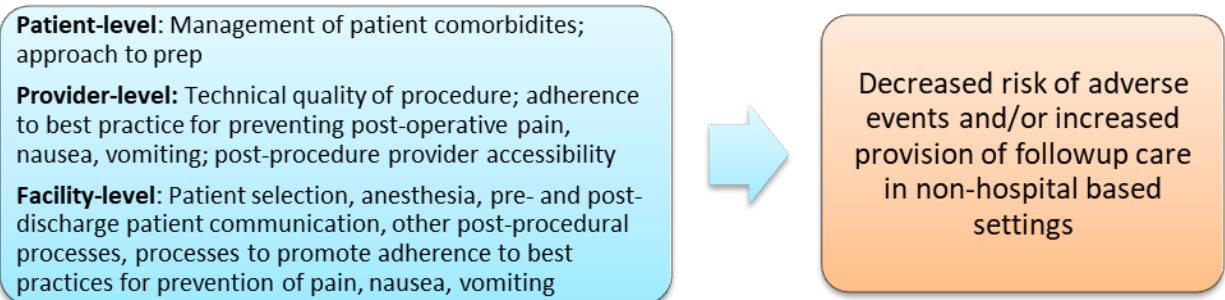 Patient-level: Management of patient comorbidites;
approach to prep
Provider-level: Technical quality of procedure; adherence
to best practice for preventing post-operative pain,
nausea, vomiting; post-procedure provider accessibility
Facility-level: Patient selection, anesthesia, pre- and post-
discharge patient communication, other post-procedural
processes, processes to promote adherence to best
practices for prevention of pain, nausea, vomiting
Decreased risk of adverse
events and/or increased
provision of followup care
in non-hospital based
settings